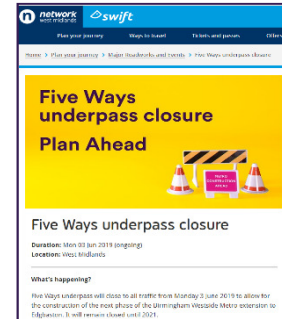 n network west midlands swift
Plan your journey Ways to travel Tickets and passes Offers
Home > Plan your journey > Major Roadworks and Events > Five Ways underpass closure
Five Ways
underpass closure
Plan Ahead
Five Ways underpass closure
Duration: Mon 03 Jun 2019 (ongoing)
Location: West Midlands
What's happening?
Five Ways underpass will close to all traffic from Monday 3 June 2019 to allow for
the construction of the next phase of the Birmingham Westside Metro extension to
Edgbaston. It will remain closed until 2021.